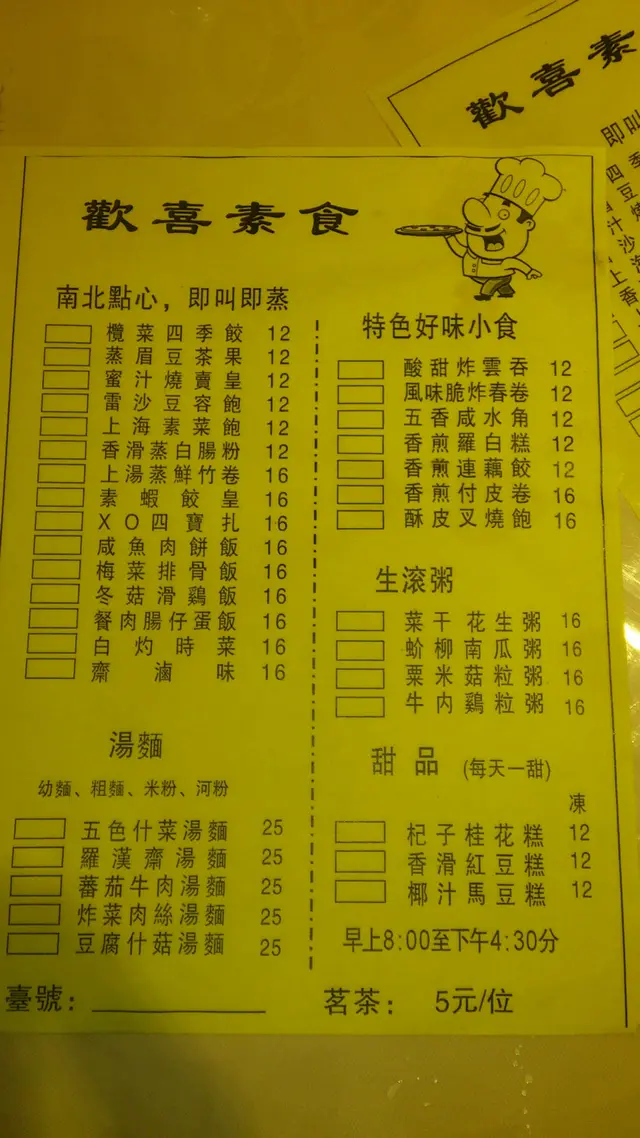 歡喜素食
南北點心，即叫即蒸
欖菜四季餃 12
蒸眉豆茶果 12
蜜汁燒賣皇 12
雷沙豆容飽 12
上海素菜飽 12
香滑蒸白腸粉 12
上湯蒸鮮竹卷 16
素蝦餃皇 16
XO四寶扎 16
咸魚肉餅飯 16
梅菜排骨飯 16
冬菇滑鷄飯 16
餐肉腸仔蛋飯 16
白灼時菜 16
齋滷味 16
湯麵
幼麵、粗麵、米粉、河粉
五色什菜湯麵 25
羅漢齋湯麵 25
蕃茄牛肉湯麵 25
炸菜肉絲湯麵 25
豆腐什菇湯麵 25
臺號：
特色好味小食
酸甜炸雲吞 12
風味脆炸春卷 12
五香咸水角 12
香煎羅白糕 12
香煎連藕餃 12
香煎付皮卷 16
酥皮叉燒飽 16
生滚粥
菜干花生粥 16
蚧柳南瓜粥 16
粟米菇粒粥 16
牛内鷄粒粥 16
甜品 (每天一甜)
凍
杞子桂花糕 12
香滑紅豆糕 12
椰汁馬豆糕 12
早上8:00至下午4:30分
茗茶： 5元/位
歡喜素
即叫